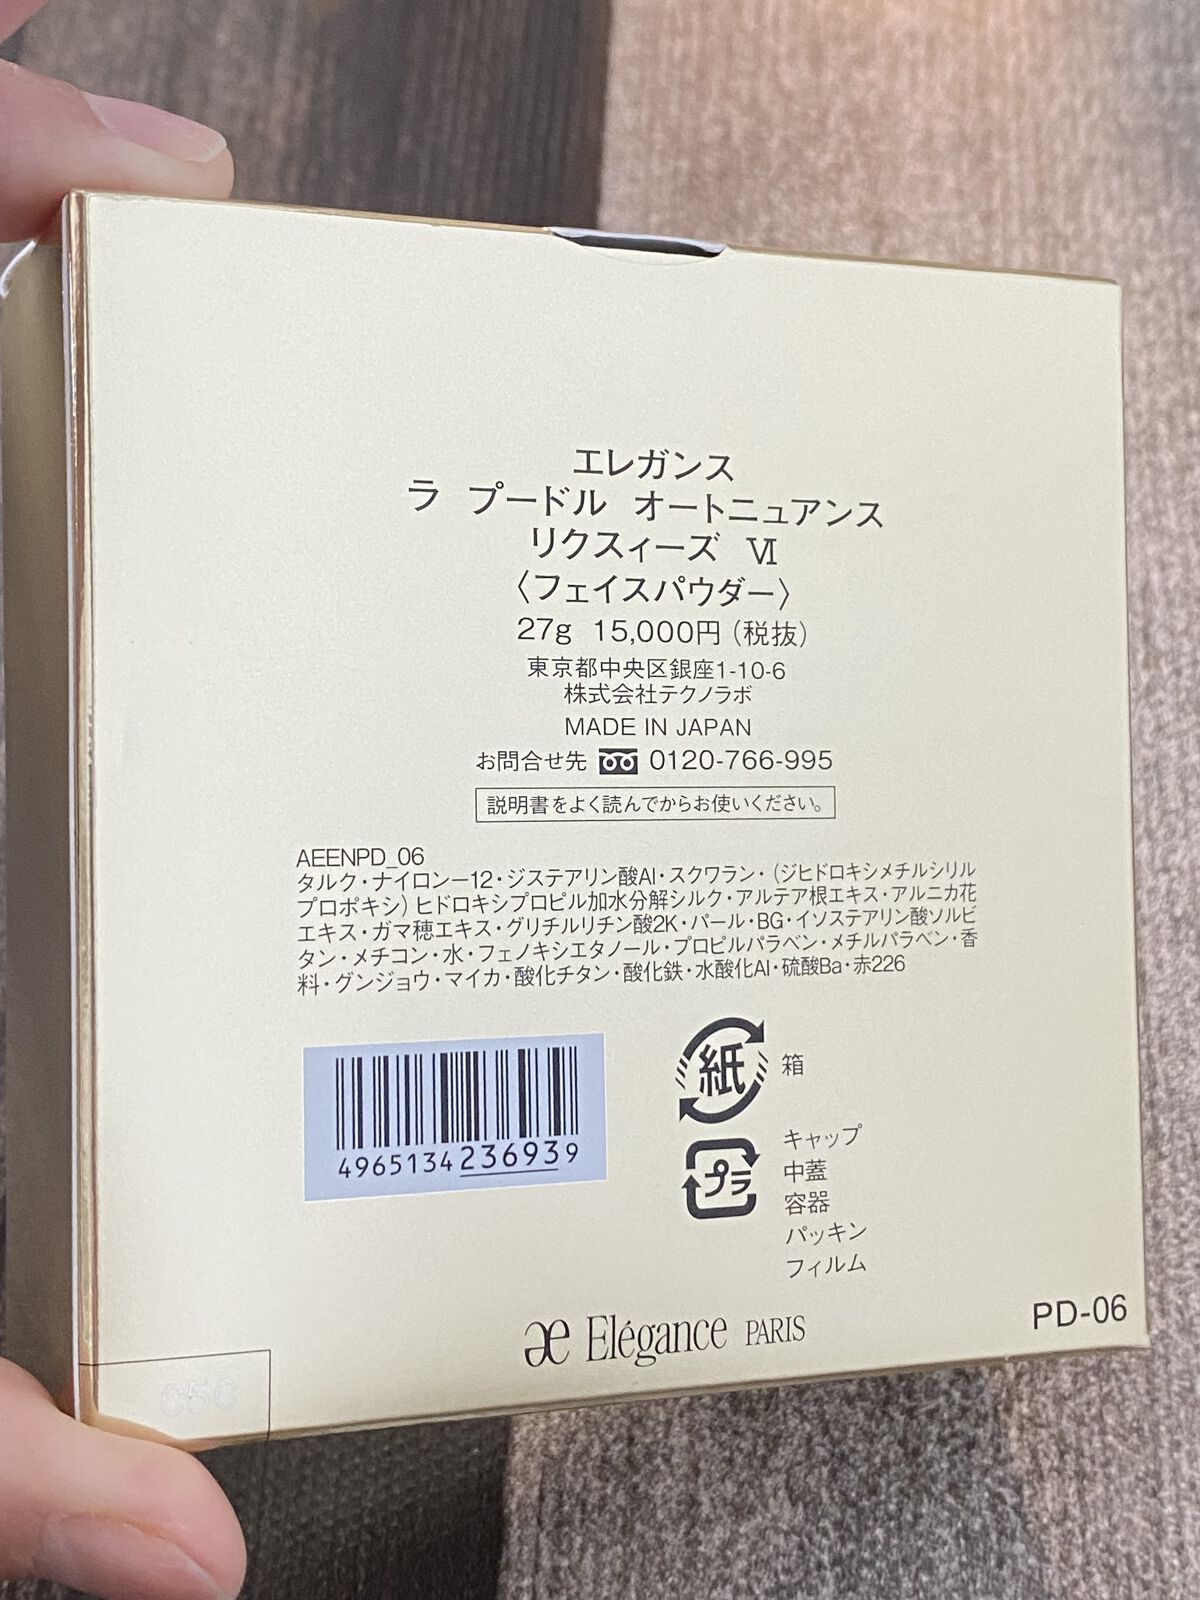 エレガンス
ラ プードル オートニュアンス
リクスィーズ Ⅵ
〈フェイスパウダー〉
27g 15,000円(税抜)
東京都中央区銀座1-10-6
株式会社テクノラボ
MADE IN JAPAN
お問合せ先 0120-766-995
説明書をよく読んでからお使いください。
AEENPD_06
タルク・ナイロン－12・ジステアリン酸Al・スクワラン・(ジヒドロキシメチルシリル
プロポキシ)ヒドロキシプロピル加水分解シルク・アルテア根エキス・アルニカ花
エキス・ガマ穂エキス・グリチルリチン酸2K・パール・BG・イソステアリン酸ソルビ
タン・メチコン・水・フェノキシエタノール・プロピルパラベン・メチルパラベン・香
料・グンジョウ・マイカ・酸化チタン・酸化鉄・水酸化Al・硫酸Ba・赤226
4965134236939
紙 箱
プラ
キャップ
中蓋
容器
パッキン
フィルム
PD-06
æ Elégance PARIS
C5C